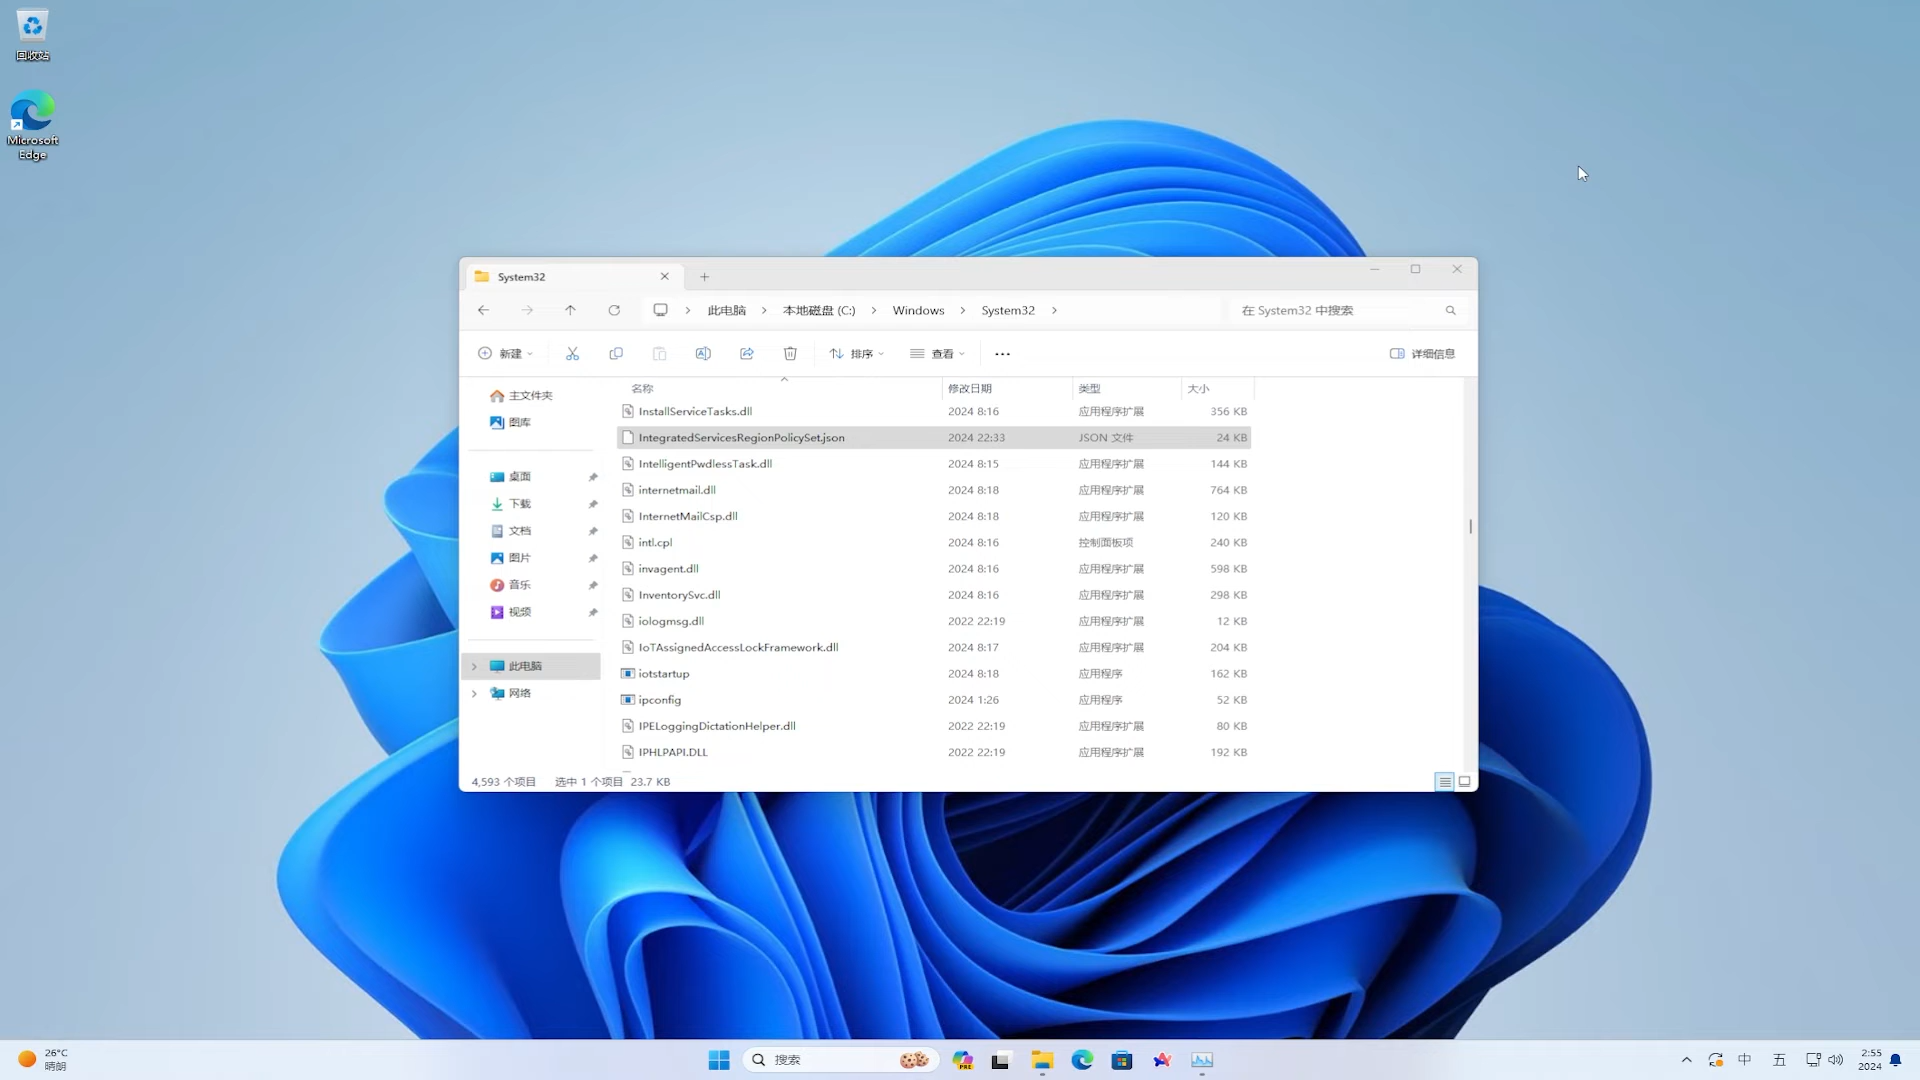 回收站
Microsoft
Edge
System32
此电脑 本地磁盘 (C:) Windows System32
在 System32 中搜索
新建 排序 查看 详细信息
名称 修改日期 类型 大小
主文件夹
图库
桌面
下载
文档
图片
音乐
视频
此电脑
网络
InstallServiceTasks.dll 2024 8:16 应用程序扩展 356 KB
IntegratedServicesRegionPolicySet.json 2024 22:33 JSON 文件 24 KB
IntelligentPwdlessTask.dll 2024 8:15 应用程序扩展 144 KB
internetmail.dll 2024 8:18 应用程序扩展 764 KB
InternetMailCsp.dll 2024 8:18 应用程序扩展 120 KB
intl.cpl 2024 8:16 控制面板项 240 KB
invagent.dll 2024 8:16 应用程序扩展 598 KB
InventorySvc.dll 2024 8:16 应用程序扩展 298 KB
iologmsg.dll 2022 22:19 应用程序扩展 12 KB
IoTAssignedAccessLockFramework.dll 2024 8:17 应用程序扩展 204 KB
iotstartup 2024 8:18 应用程序 162 KB
ipconfig 2024 1:26 应用程序 52 KB
IPELoggingDictationHelper.dll 2022 22:19 应用程序扩展 80 KB
IPHLPAPI.DLL 2022 22:19 应用程序扩展 192 KB
4,593 个项目 选中 1 个项目 23.7 KB
26°C
晴朗
搜索
PRE
中 五
2:55
2024